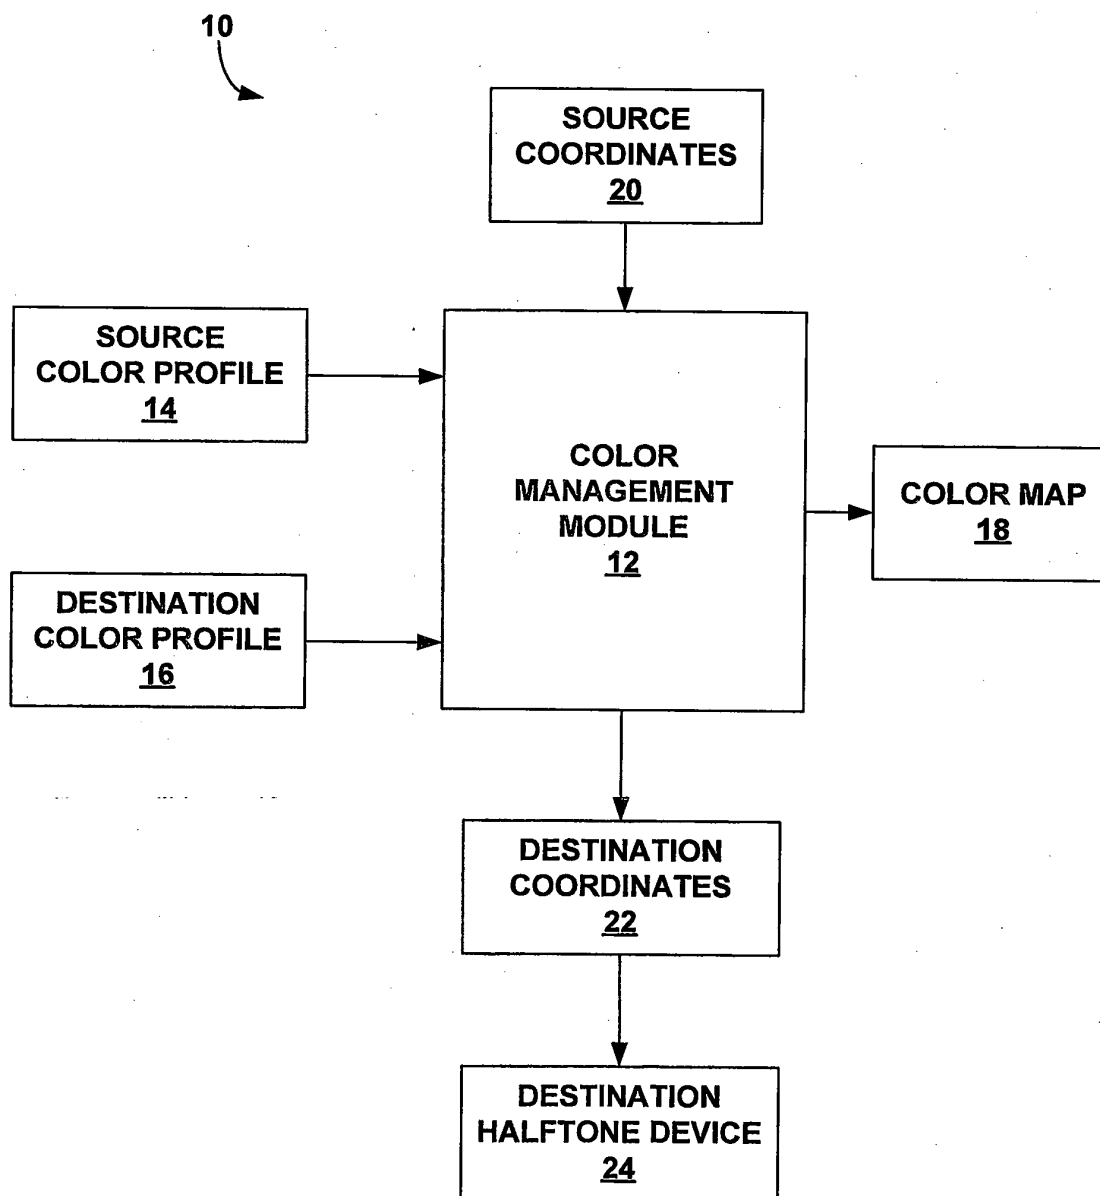 10
SOURCE
COORDINATES
20
SOURCE
COLOR PROFILE
14
COLOR
MANAGEMENT
MODULE
12
COLOR MAP
18
DESTINATION
COLOR PROFILE
16
DESTINATION
COORDINATES
22
DESTINATION
HALFTONE DEVICE
24